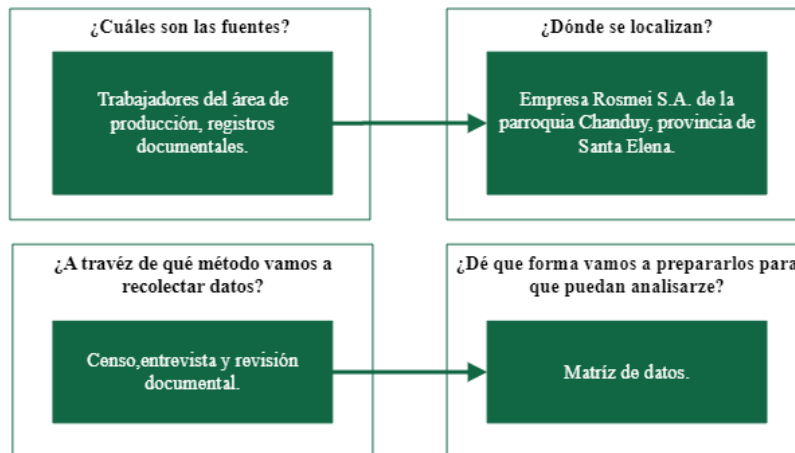 ¿Cuáles son las fuentes?
Trabajadores del área de
producción, registros
documentales.
¿Dónde se localizan?
Empresa Rosmei S.A. de la
parroquia Chanduy, provincia de
Santa Elena.
¿A travéz de qué método vamos a
recolectar datos?
Censo,entrevista y revisión
documental.
¿Dé que forma vamos a prepararlos para
que puedan analisarze?
Matríz de datos.